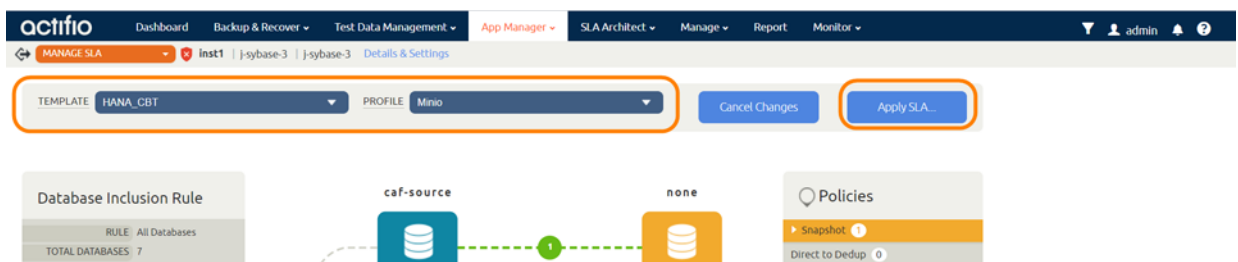 actifio Dashboard Backup & Recover Test Data Management App Manager SLA Architect Manage Report Monitor admin ?
MANAGE SLA inst1 | j-sybase-3 | j-sybase-3 Details & Settings
TEMPLATE HANA_CBT PROFILE Minio Cancel Changes Apply SLA...
Database Inclusion Rule
RULE All Databases
TOTAL DATABASES 7
caf-source
1
none
Policies
Snapshot 1
Direct to Dedup 0